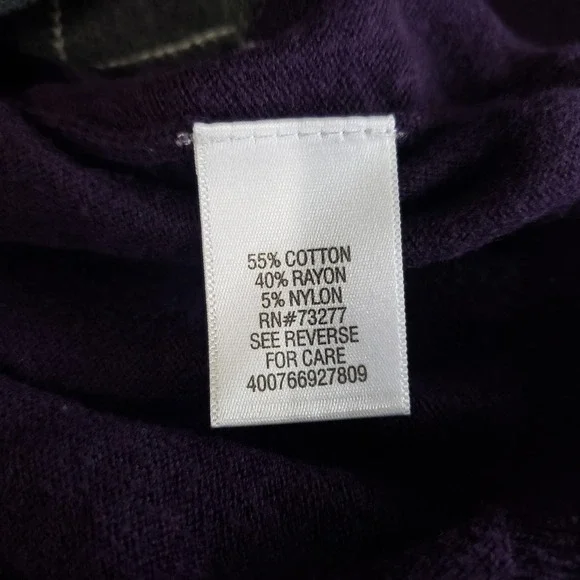 55% COTTON
40% RAYON
5% NYLON
RN#73277
SEE REVERSE
FOR CARE
400766927809